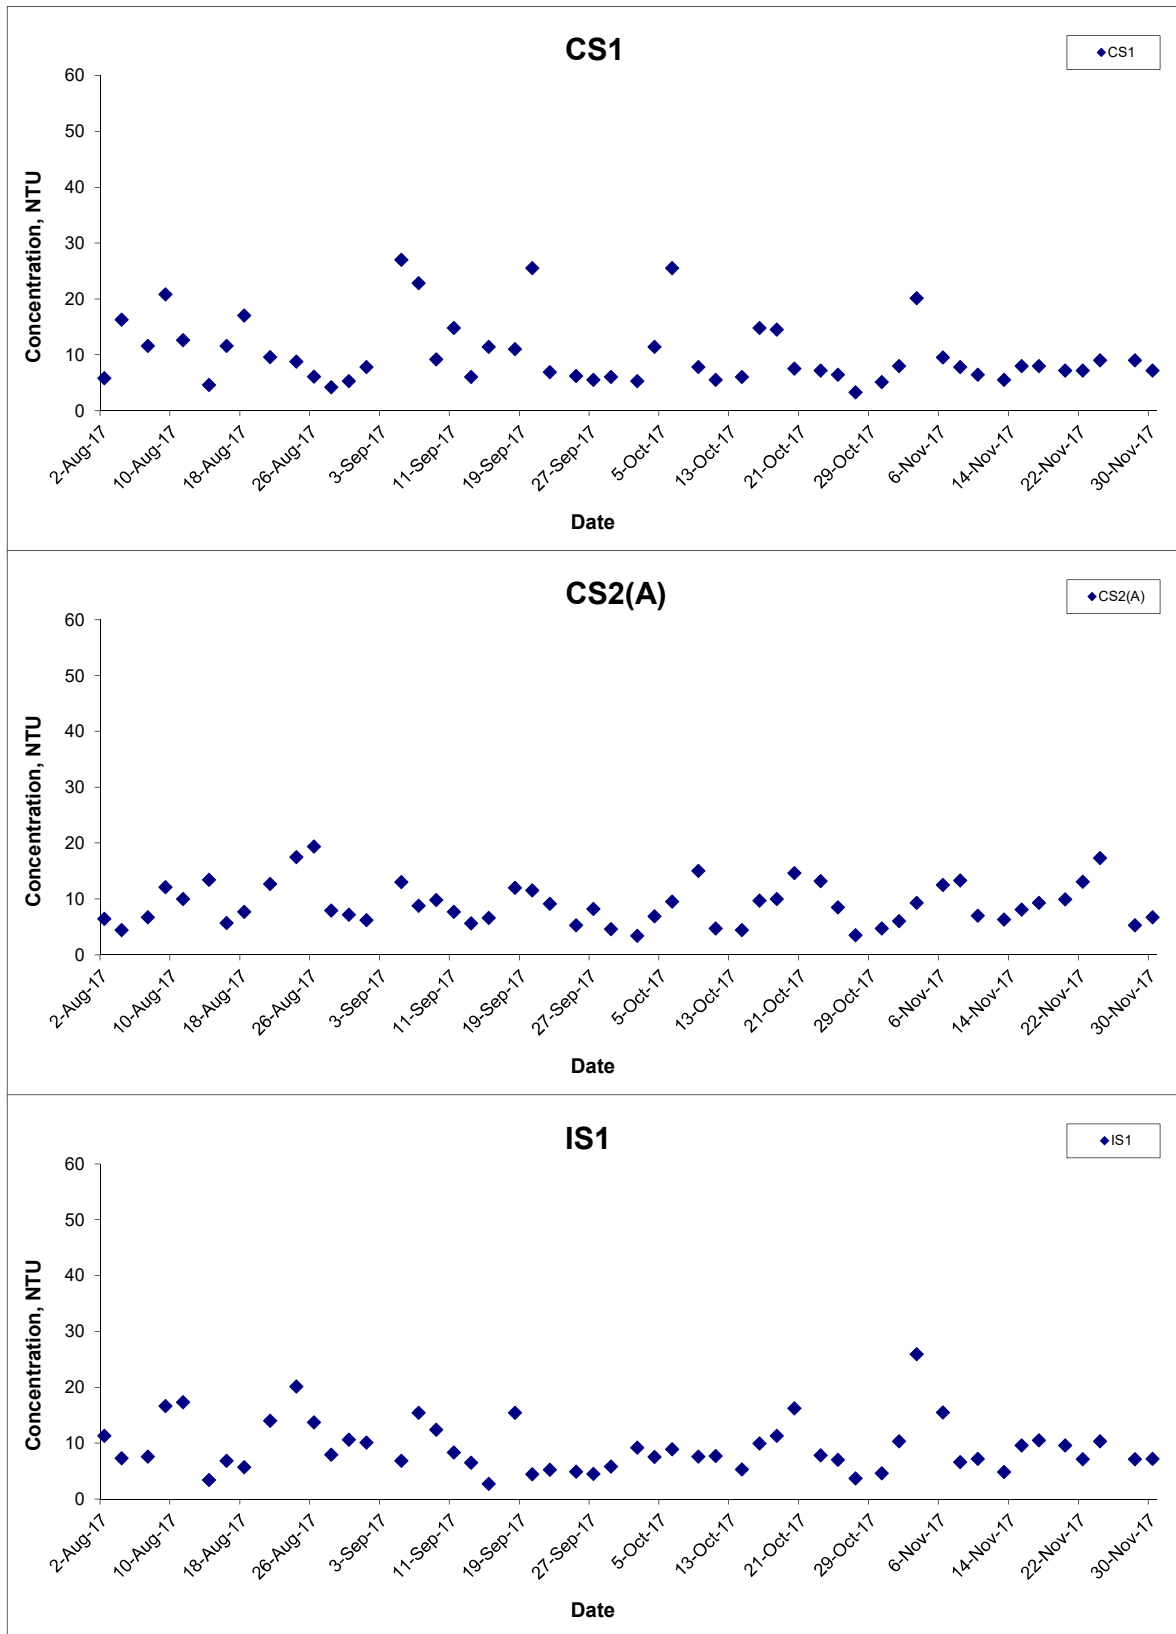 CS1
CS1
60
50
40
30
20
10
0
Concentration, NTU
2-Aug-17
10-Aug-17
18-Aug-17
26-Aug-17
3-Sep-17
11-Sep-17
19-Sep-17
27-Sep-17
5-Oct-17
13-Oct-17
21-Oct-17
29-Oct-17
6-Nov-17
14-Nov-17
22-Nov-17
30-Nov-17
Date
CS2(A)
CS2(A)
60
50
40
30
20
10
0
Concentration, NTU
2-Aug-17
10-Aug-17
18-Aug-17
26-Aug-17
3-Sep-17
11-Sep-17
19-Sep-17
27-Sep-17
5-Oct-17
13-Oct-17
21-Oct-17
29-Oct-17
6-Nov-17
14-Nov-17
22-Nov-17
30-Nov-17
Date
IS1
IS1
60
50
40
30
20
10
0
Concentration, NTU
2-Aug-17
10-Aug-17
18-Aug-17
26-Aug-17
3-Sep-17
11-Sep-17
19-Sep-17
27-Sep-17
5-Oct-17
13-Oct-17
21-Oct-17
29-Oct-17
6-Nov-17
14-Nov-17
22-Nov-17
30-Nov-17
Date